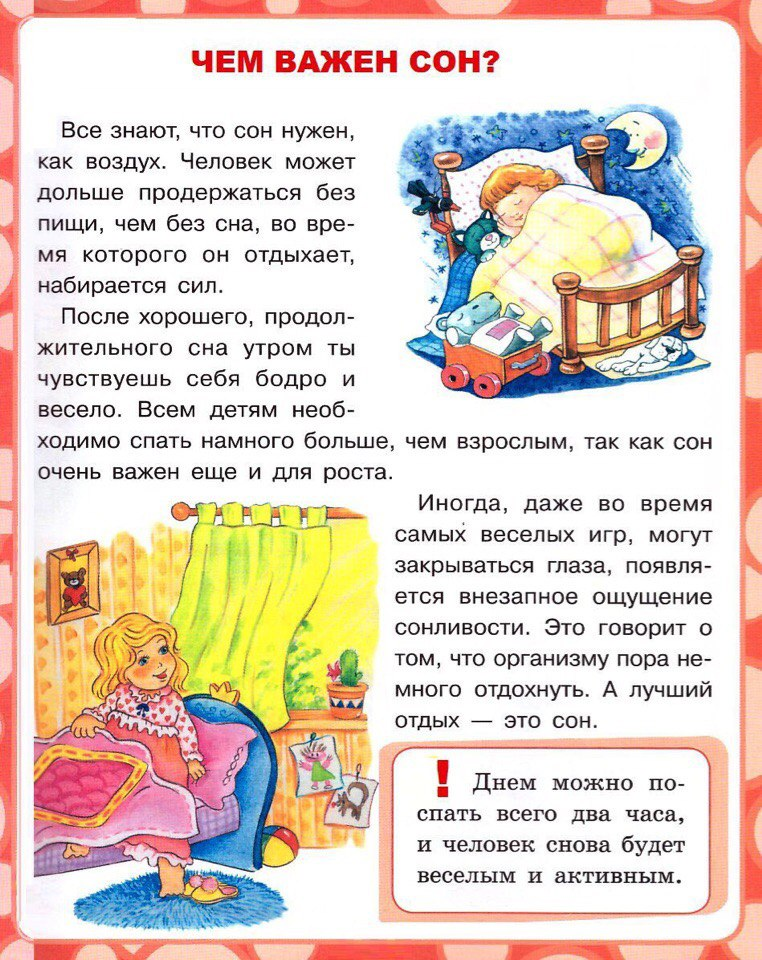 ЧЕМ ВАЖЕН СОН?
Все знают, что сон нужен,
как воздух. Человек может
дольше продержаться без
пищи, чем без сна, во вре-
мя которого он отдыхает,
набирается сил.
После хорошего, продол-
жительного сна утром ты
чувствуешь себя бодро и
весело. Всем детям необ-
ходимо спать намного больше, чем взрослым, так как сон
очень важен еще и для роста.
Иногда, даже во время
самых веселых игр, могут
закрываться глаза, появля-
ется внезапное ощущение
сонливости. Это говорит о
том, что организму пора не-
много отдохнуть. А лучший
отдых — это сон.
! Днем можно по-
спать всего два часа,
и человек снова будет
веселым и активным.